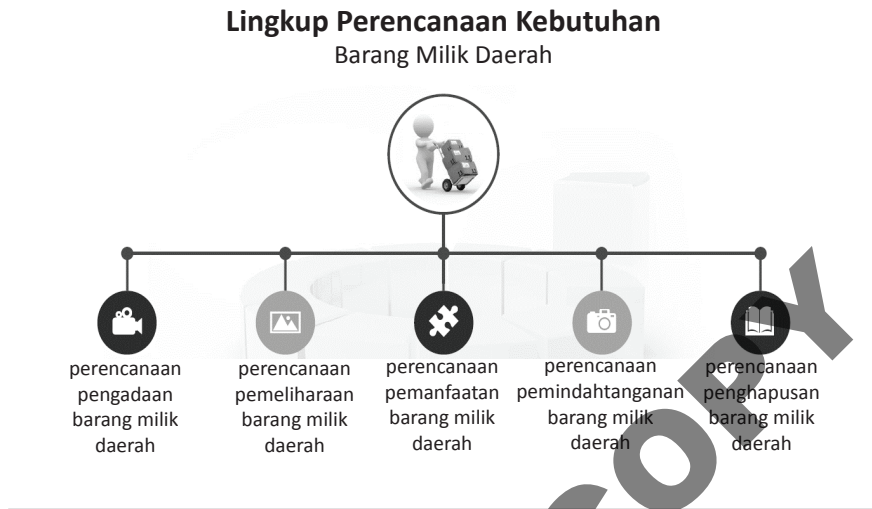 Lingkup Perencanaan Kebutuhan
Barang Milik Daerah
perencanaan
pengadaan
barang milik
daerah
perencanaan
pemeliharaan
barang milik
daerah
perencanaan
pemanfaatan
barang milik
daerah
perencanaan
pemindahtanganan
barang milik
daerah
perencanaan
penghapusan
barang milik
daerah
COPY